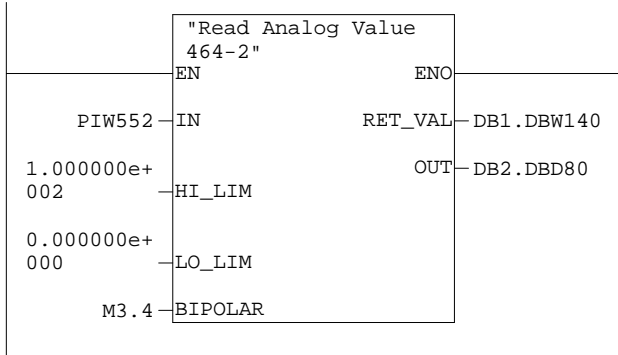 "Read Analog Value
464-2"
EN ENO
PIW552 IN RET_VAL DB1.DBW140
1.000000e+
002 HI_LIM OUT DB2.DBD80
0.000000e+
000 LO_LIM
M3.4 BIPOLAR